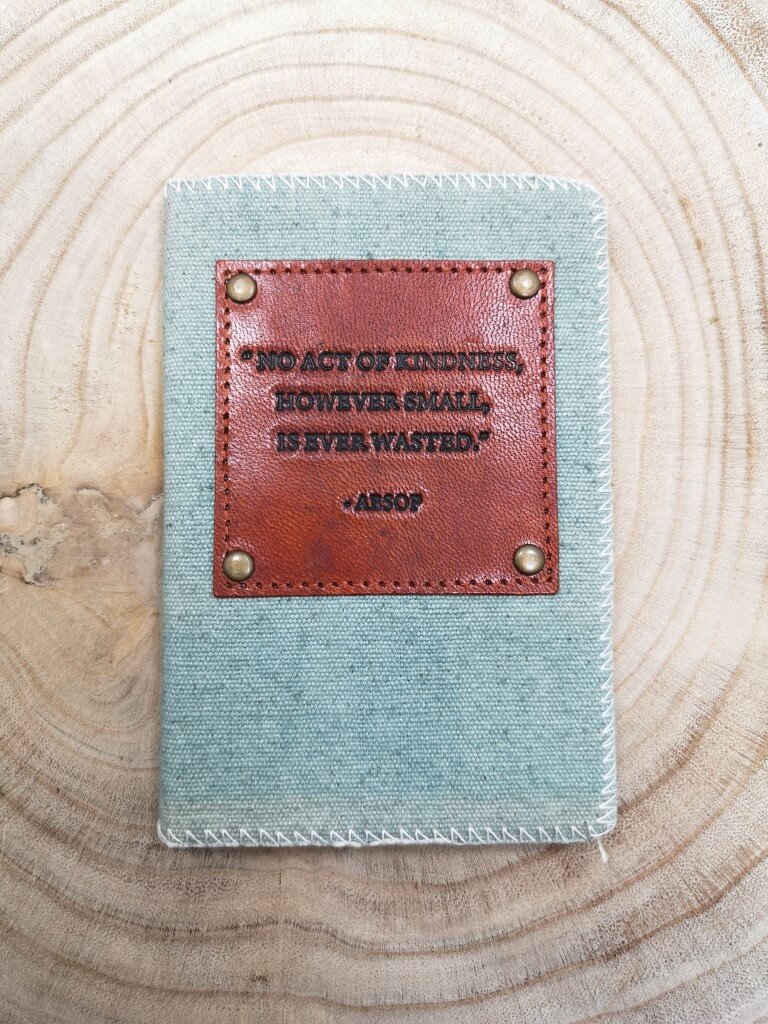 "NO ACT OF KINDNESS,
HOWEVER SMALL,
IS EVER WASTED."
- AESOP